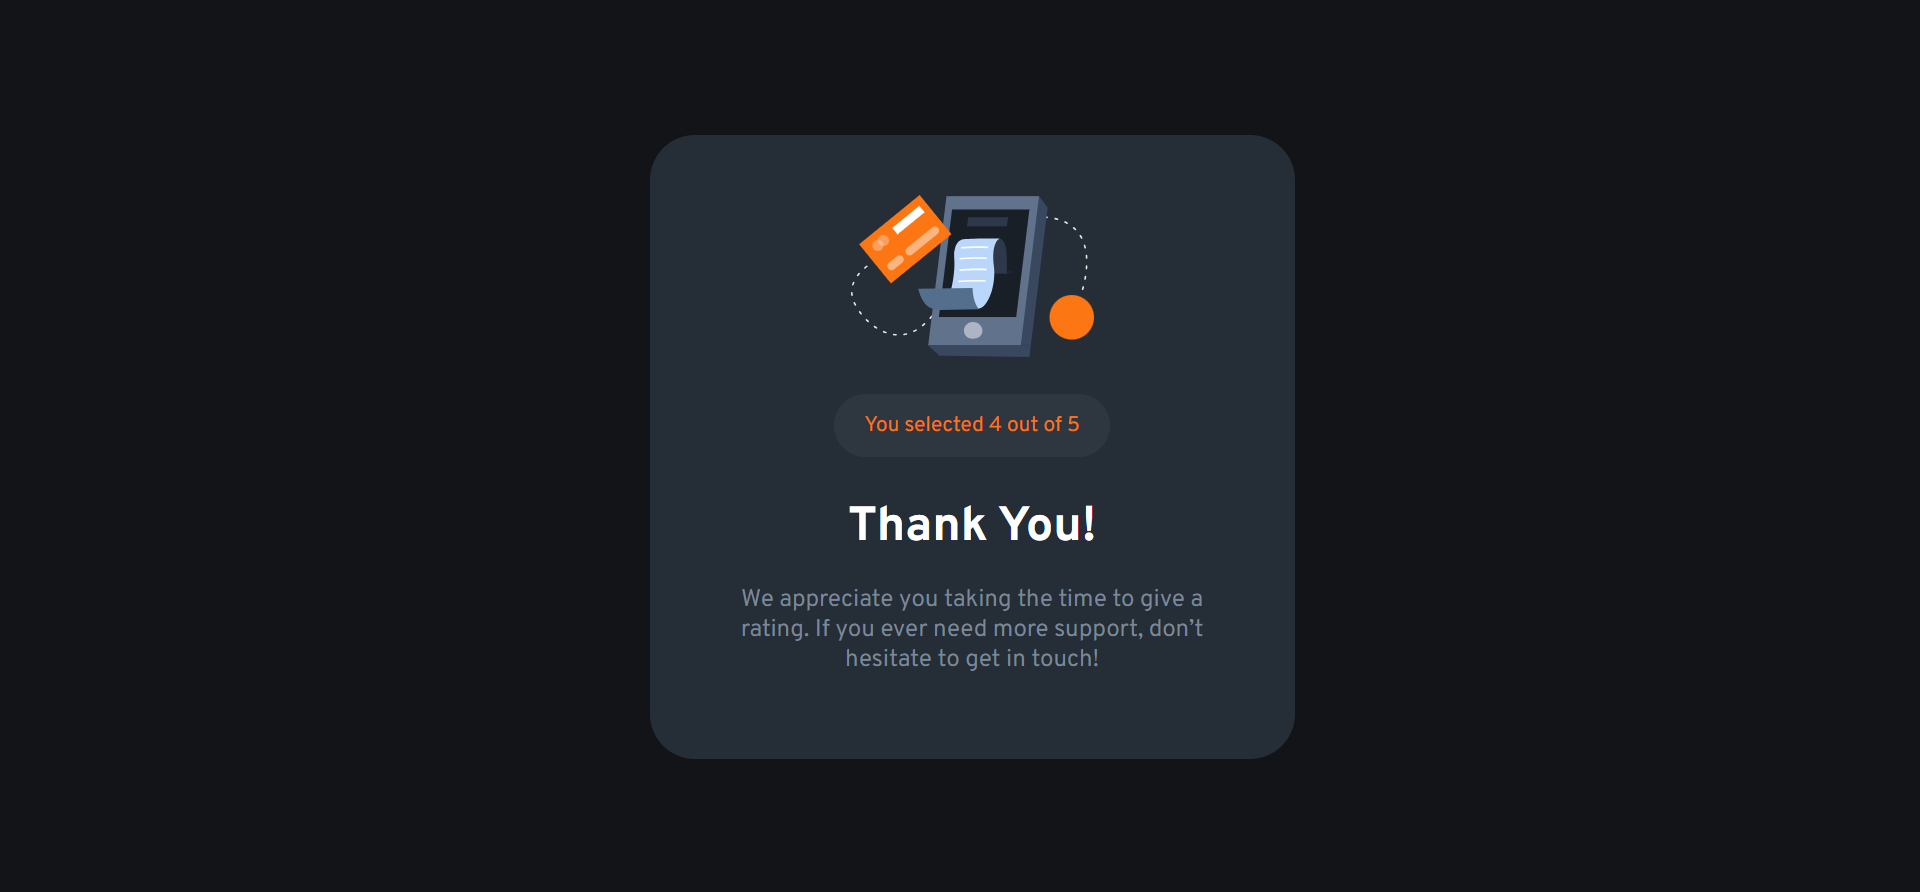 You selected 4 out of 5
Thank You!
We appreciate you taking the time to give a
rating. If you ever need more support, don’t
hesitate to get in touch!